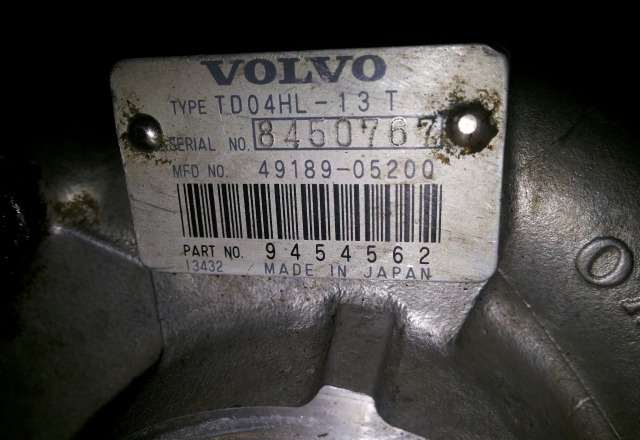 VOLVO
TYPE TD04HL-13T
SERIAL NO. 8450767
MFD NO. 49189-05200
PART NO. 9454562
13432 MADE IN JAPAN